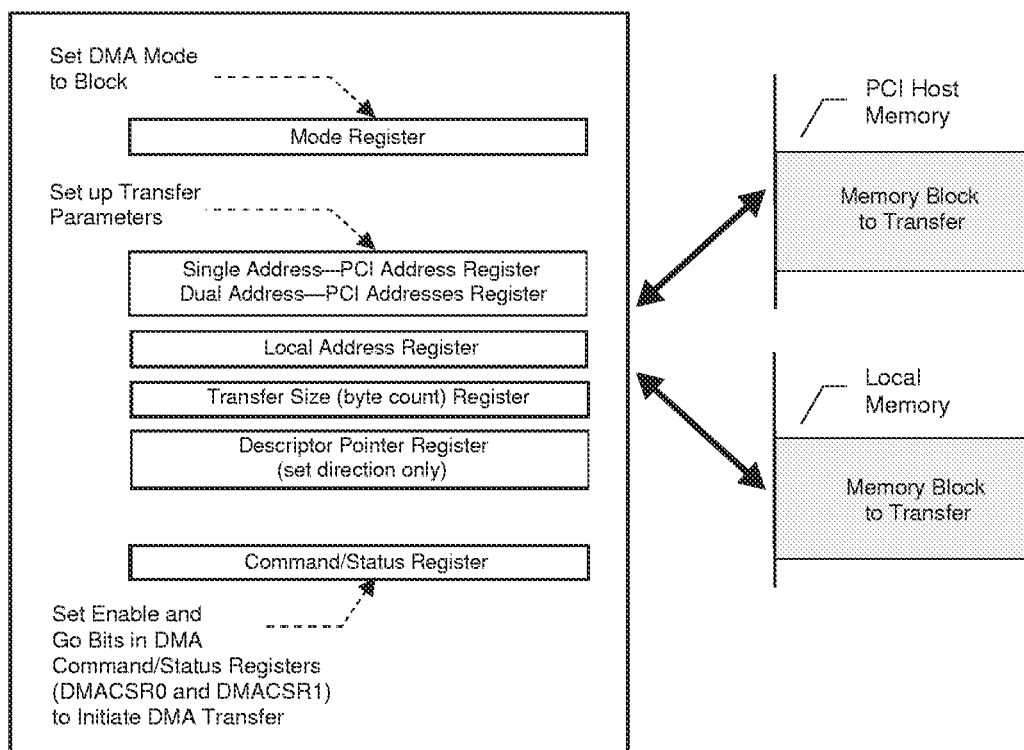 Set DMA Mode
to Block
Mode Register
Set up Transfer
Parameters
Single Address—PCI Address Register
Dual Address—PCI Addresses Register
Local Address Register
Transfer Size (byte count) Register
Descriptor Pointer Register
(set direction only)
Command/Status Register
Set Enable and
Go Bits in DMA
Command/Status Registers
(DMACSR0 and DMACSR1)
to Initiate DMA Transfer
PCI Host
Memory
Memory Block
to Transfer
Local
Memory
Memory Block
to Transfer